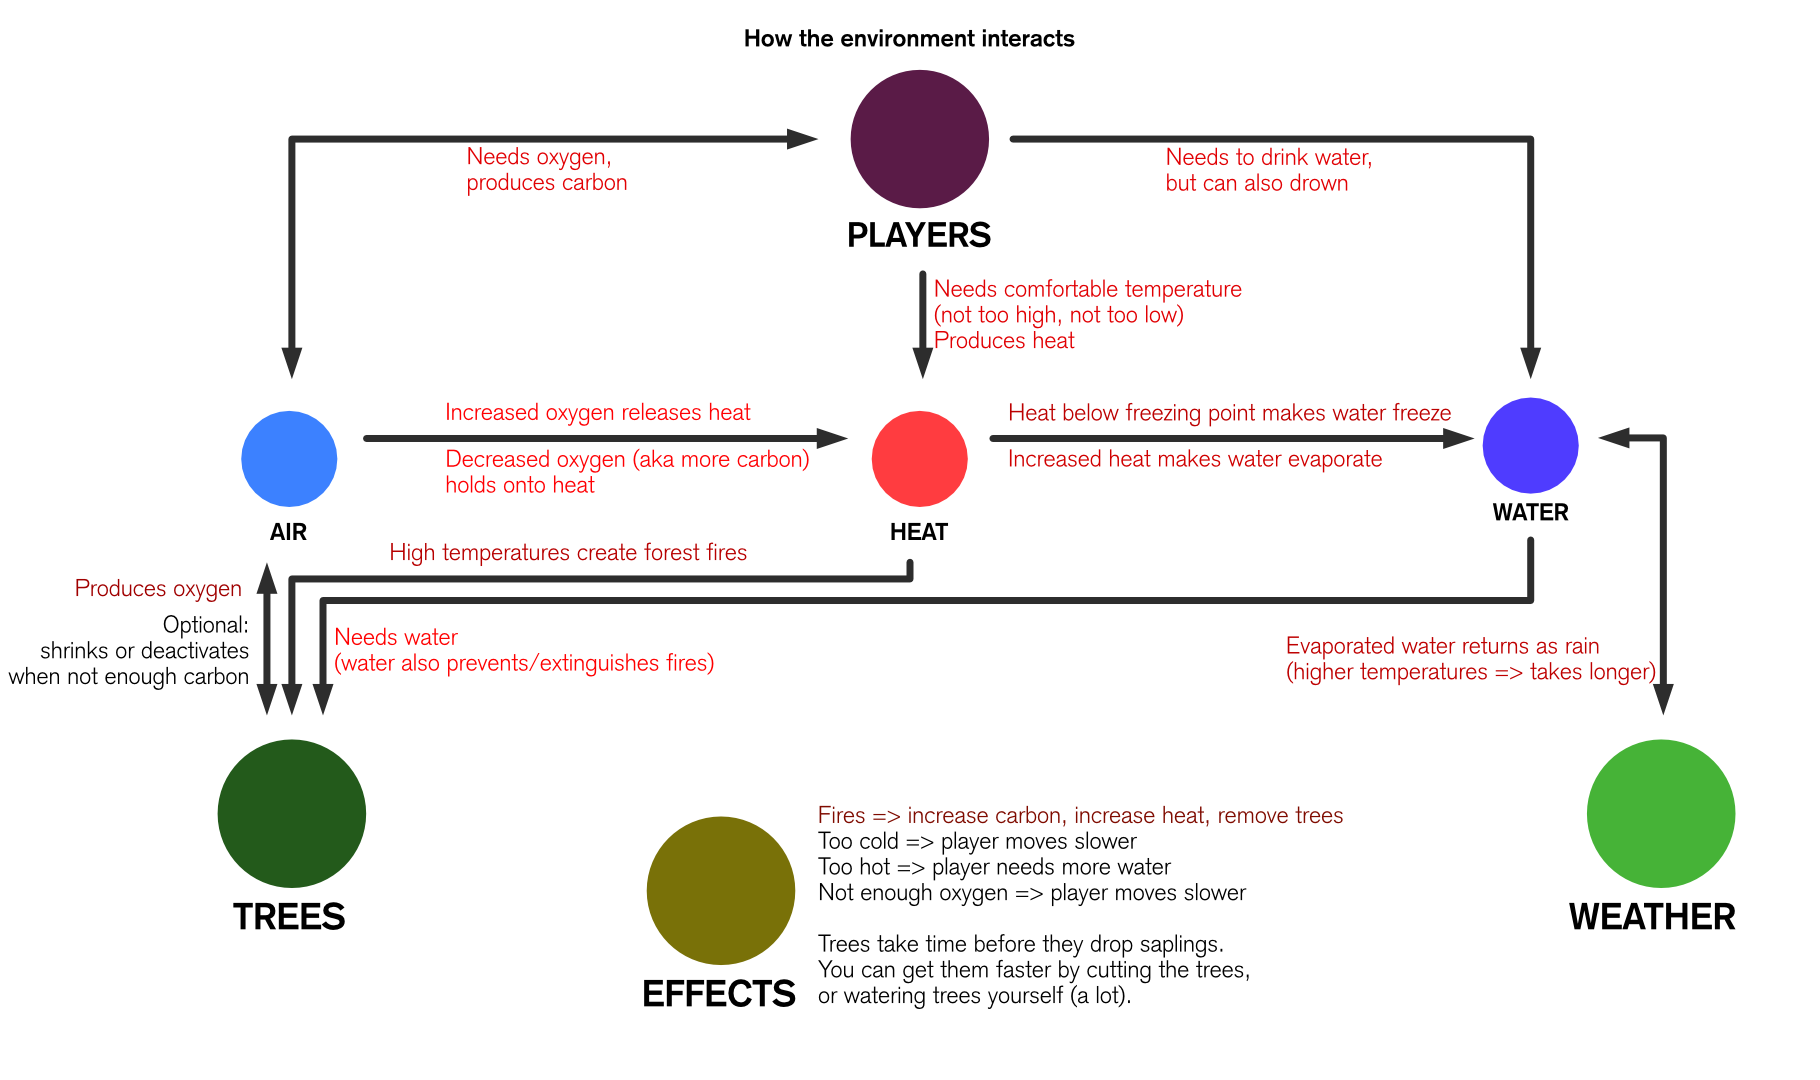 How the environment interacts
Needs oxygen,
produces carbon
Needs to drink water,
but can also drown
PLAYERS
Needs comfortable temperature
(not too high, not too low)
Produces heat
Increased oxygen releases heat
Decreased oxygen (aka more carbon)
holds onto heat
Heat below freezing point makes water freeze
Increased heat makes water evaporate
AIR
HEAT
WATER
High temperatures create forest fires
Produces oxygen
Optional:
shrinks or deactivates
when not enough carbon
Needs water
(water also prevents/extinguishes fires)
Evaporated water returns as rain
(higher temperatures => takes longer)
TREES
WEATHER
EFFECTS
Fires => increase carbon, increase heat, remove trees
Too cold => player moves slower
Too hot => player needs more water
Not enough oxygen => player moves slower
Trees take time before they drop saplings.
You can get them faster by cutting the trees,
or watering trees yourself (a lot).